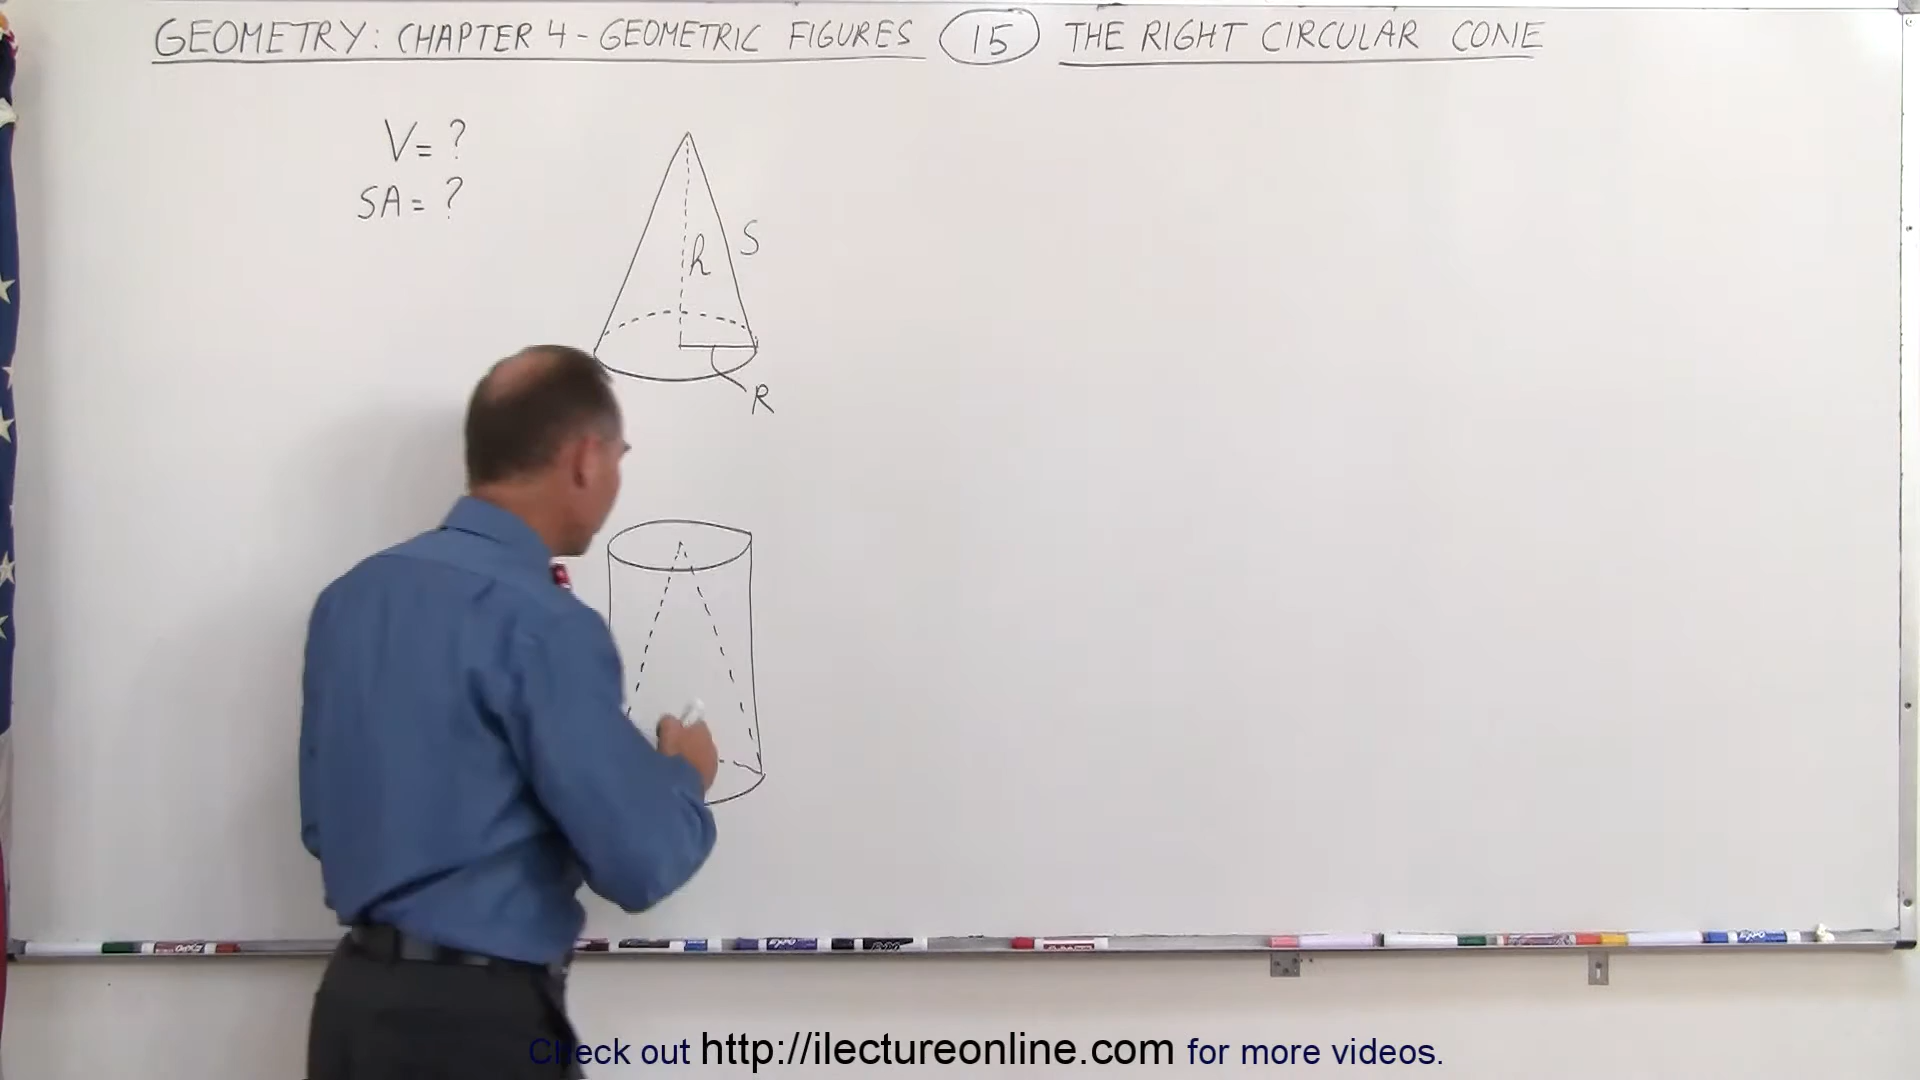 GEOMETRY: CHAPTER 4 - GEOMETRIC FIGURES 15 THE RIGHT CIRCULAR CONE
V = ?
SA = ?
S
h
R
EXPO
Check out http://ilectureonline.com for more videos.